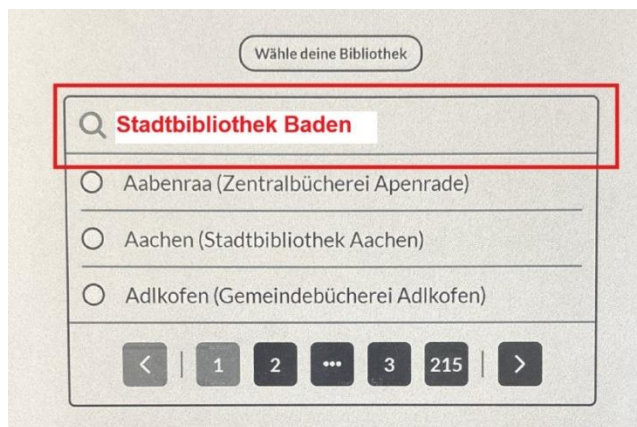 Wähle deine Bibliothek
Stadtbibliothek Baden
Aabenraa (Zentralbücherei Apenrade)
Aachen (Stadtbibliothek Aachen)
Adlkofen (Gemeindebücherei Adlkofen)
< | 1 2 ••• 3 215 | >